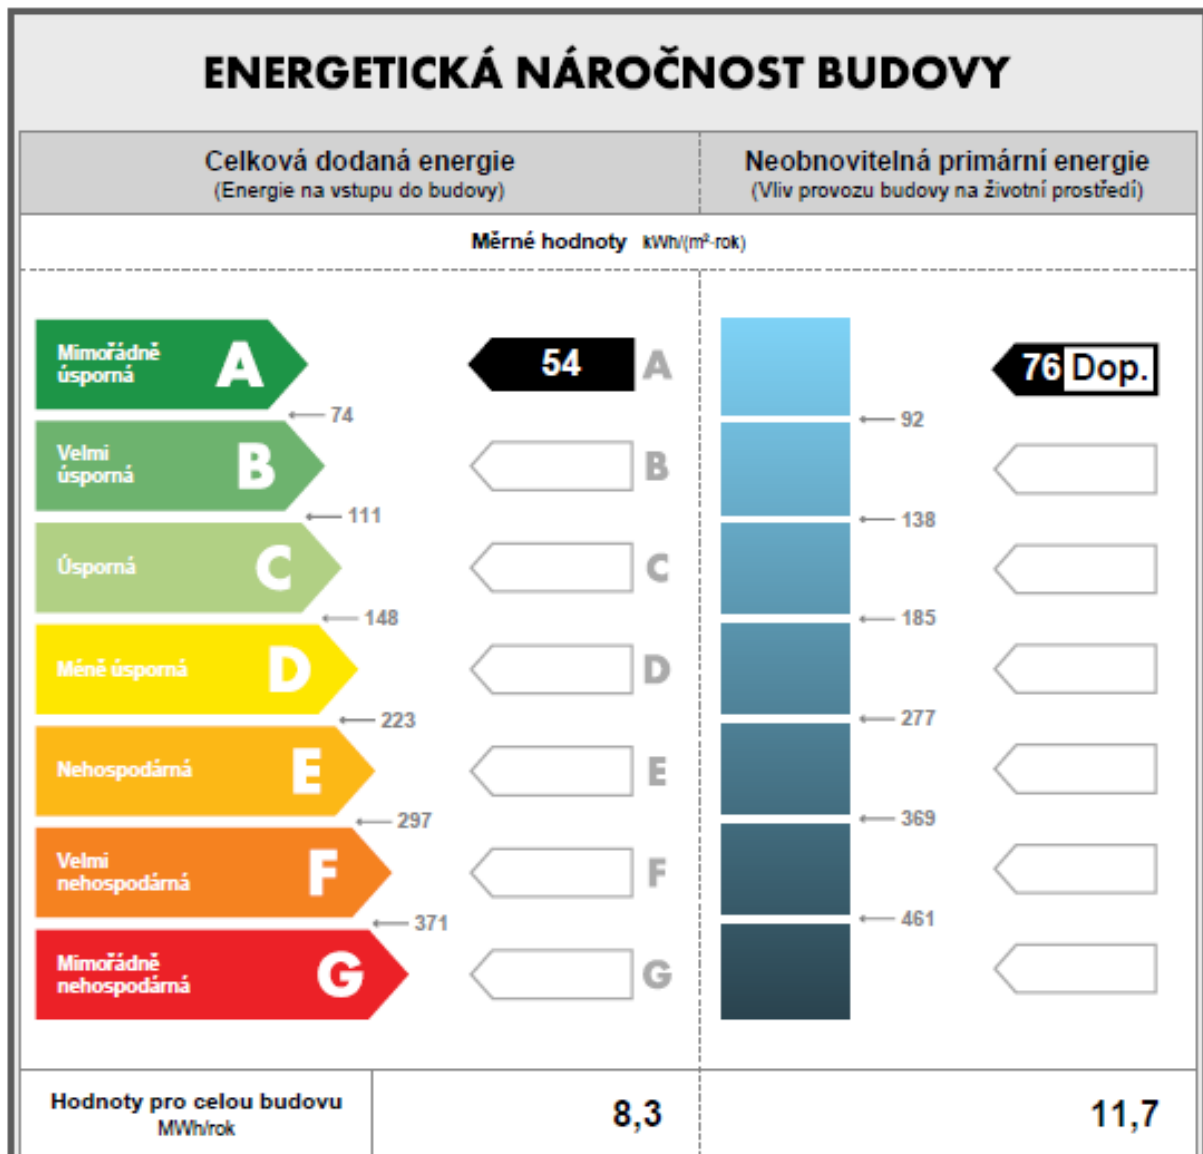 ENERGETICKÁ NÁROČNOST BUDOVY
Celková dodaná energie
(Energie na vstupu do budovy)
Neobnovitelná primární energie
(Vliv provozu budovy na životní prostředí)
Měrné hodnoty kWh/(m²·rok)
Mimořádně
úsporná
A
54
A
76 Dop.
74
92
Velmi
úsporná
B
B
111
138
Úsporná
C
C
148
185
Méně úsporná
D
D
223
277
Nehospodárná
E
E
297
369
Velmi
nehospodárná
F
F
371
461
Mimořádně
nehospodárná
G
G
Hodnoty pro celou budovu
MWh/rok
8,3
11,7